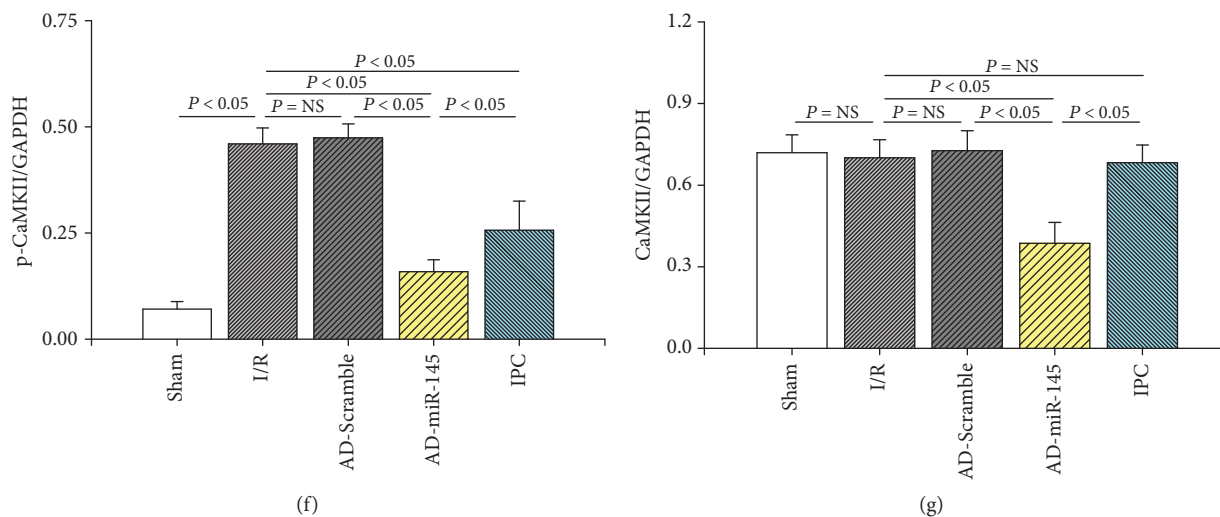 0.75
0.50
0.25
0.00
p-CaMKII/GAPDH
P < 0.05
P < 0.05
P < 0.05 P = NS P < 0.05 P < 0.05
Sham
I/R
AD-Scramble
AD-miR-145
IPC
(f)
1.2
0.9
0.6
0.3
0.0
CaMKII/GAPDH
P = NS
P < 0.05
P = NS P = NS P < 0.05 P < 0.05
Sham
I/R
AD-Scramble
AD-miR-145
IPC
(g)